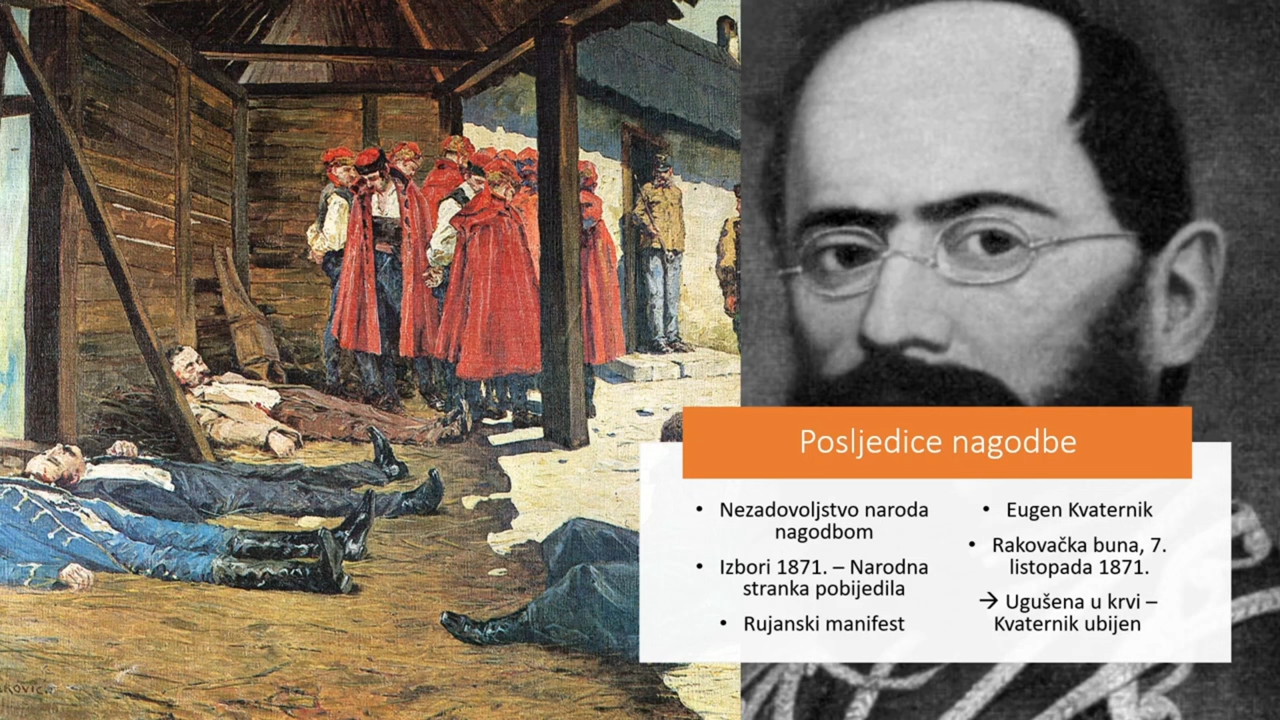 Posljedice nagodbe
• Nezadovoljstvo naroda
nagodbom
• Izbori 1871. – Narodna
stranka pobijedila
• Rujanski manifest
• Eugen Kvaternik
• Rakovačka buna, 7.
listopada 1871.
→ Ugušena u krvi –
Kvaternik ubijen